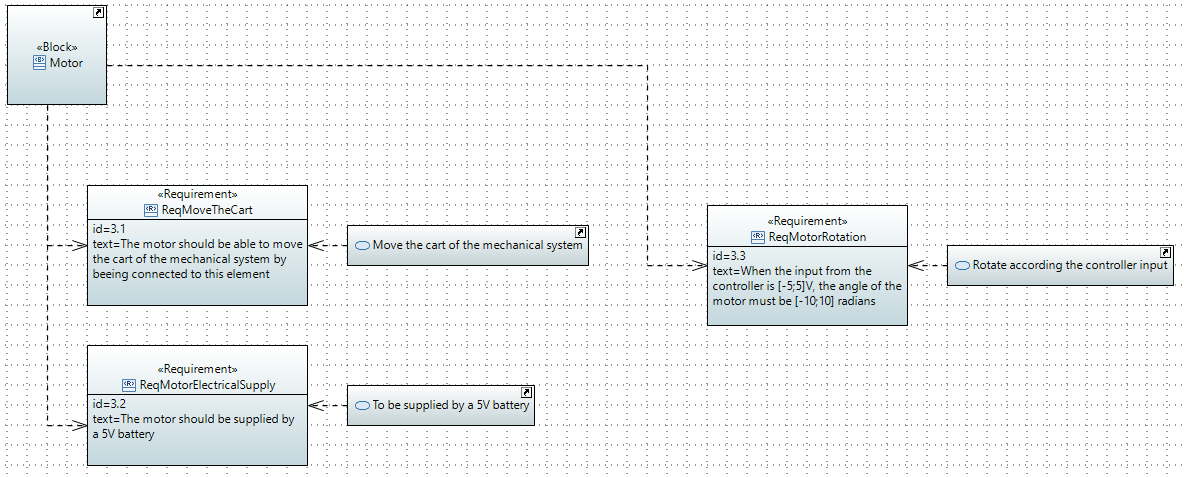 «Block»
Motor
«Requirement»
ReqMoveTheCart
id=3.1
text=The motor should be able to move
the cart of the mechanical system by
beeing connected to this element
Move the cart of the mechanical system
«Requirement»
ReqMotorRotation
id=3.3
text=When the input from the
controller is [-5;5]V, the angle of the
motor must be [-10;10] radians
Rotate according the controller input
«Requirement»
ReqMotorElectricalSupply
id=3.2
text=The motor should be supplied by
a 5V battery
To be supplied by a 5V battery